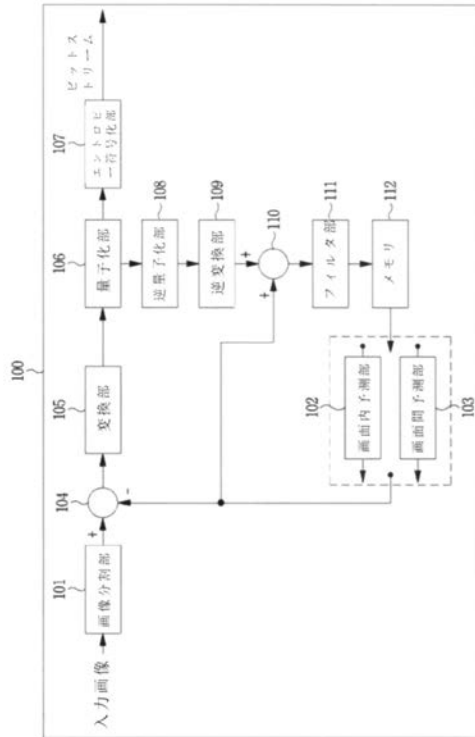 100
入力画像
画像分割部
101
104
+
-
変換部
105
量子化部
106
エントロピ
ー符号化部
107
ビットス
トリーム
逆量子化部
108
逆変換部
109
+
+
110
フィルタ部
111
メモリ
112
画面内予測部
102
画面間予測部
103